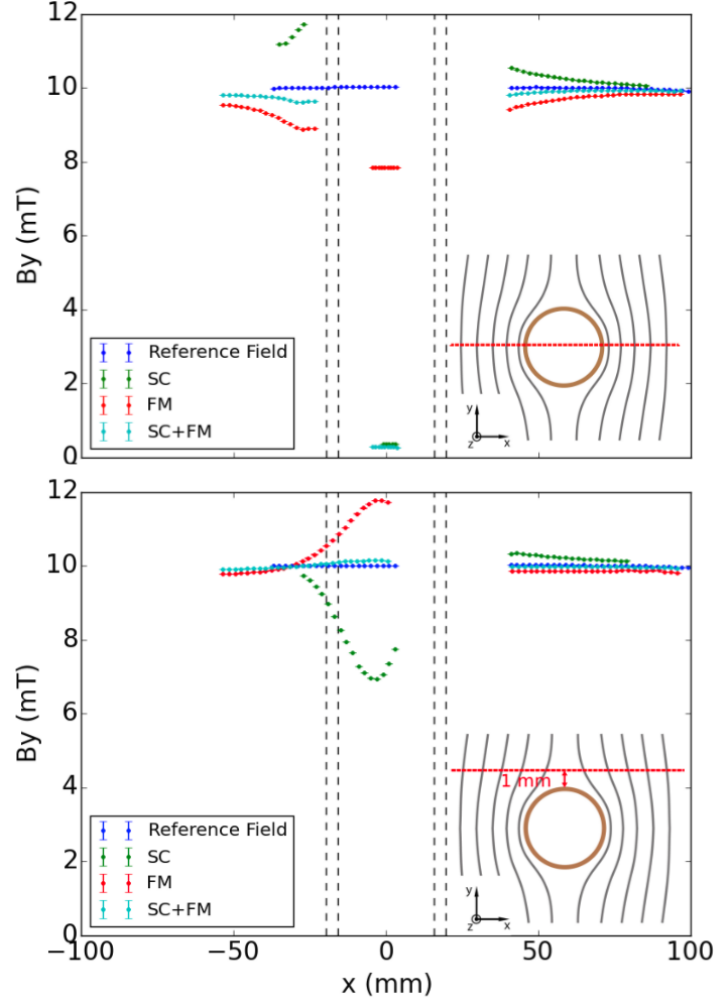 12
10
8
6
4
2
0
By (mT)
Reference Field
SC
FM
SC+FM
y
z
x
12
10
8
6
4
2
0
By (mT)
1 mm
Reference Field
SC
FM
SC+FM
y
z
x
−100
−50
0
50
100
x (mm)